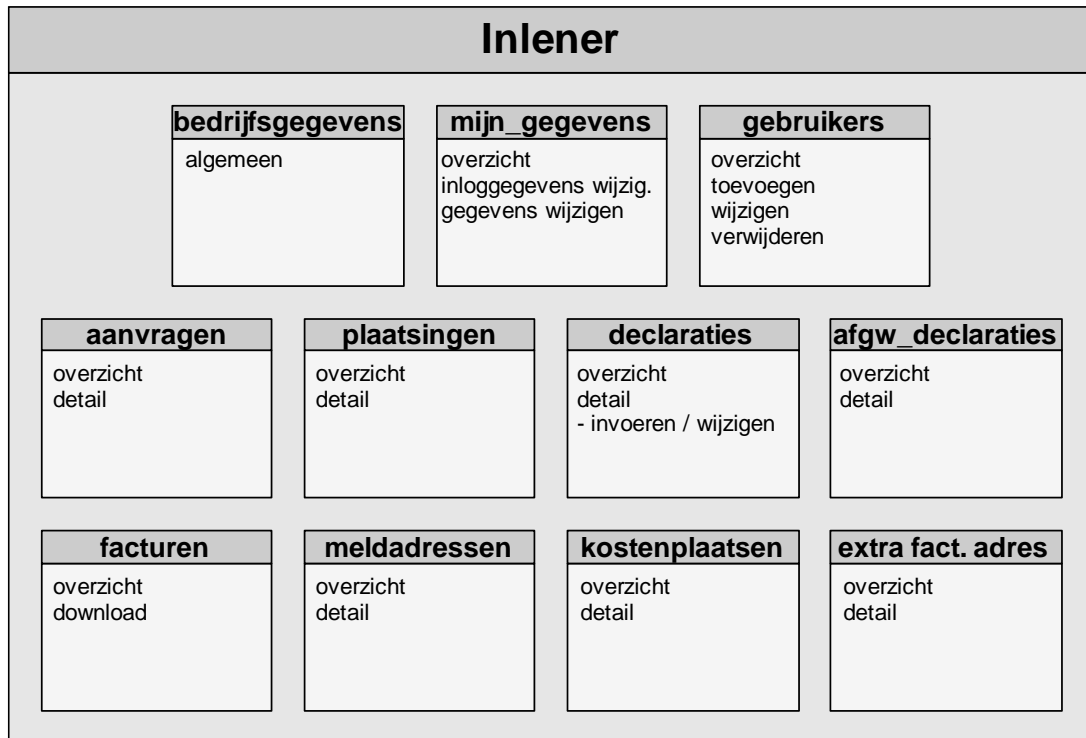 Inlener
bedrijfsgegevens
algemeen
mijn_gegevens
overzicht
inloggegevens wijzig.
gegevens wijzigen
gebruikers
overzicht
toevoegen
wijzigen
verwijderen
aanvragen
overzicht
detail
plaatsingen
overzicht
detail
declaraties
overzicht
detail
- invoeren / wijzigen
afgw_declaraties
overzicht
detail
facturen
overzicht
download
meldadressen
overzicht
detail
kostenplaatsen
overzicht
detail
extra fact. adres
overzicht
detail